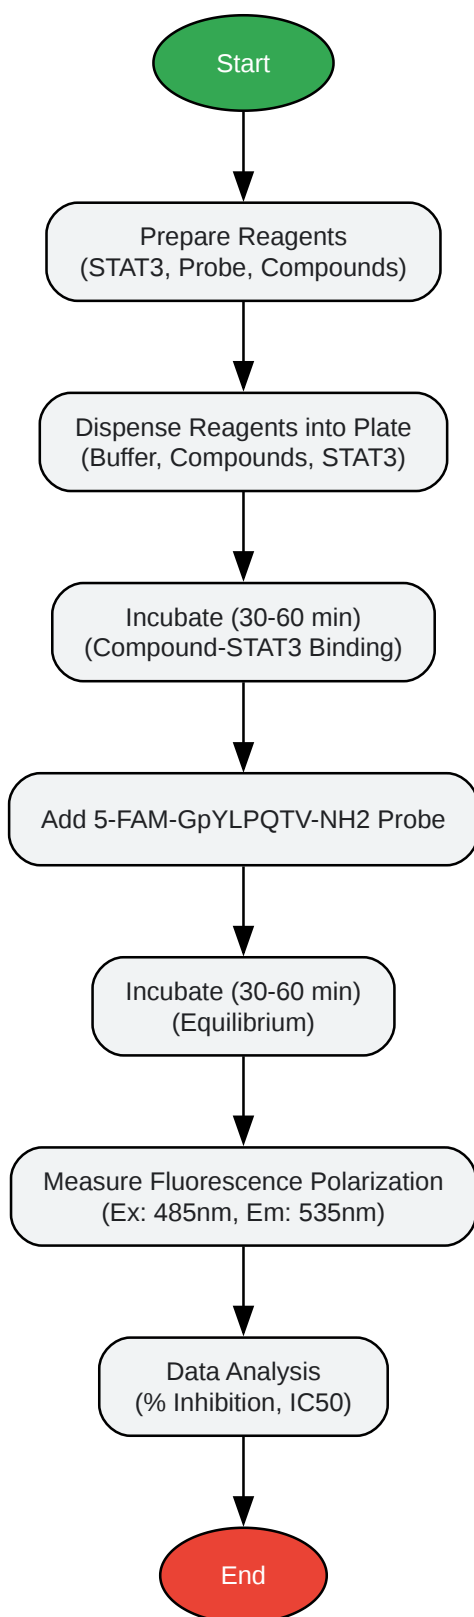 Start
Prepare Reagents
(STAT3, Probe, Compounds)
Dispense Reagents into Plate
(Buffer, Compounds, STAT3)
Incubate (30-60 min)
(Compound-STAT3 Binding)
Add 5-FAM-GpYLPQTV-NH2 Probe
Incubate (30-60 min)
(Equilibrium)
Measure Fluorescence Polarization
(Ex: 485nm, Em: 535nm)
Data Analysis
(% Inhibition, IC50)
End